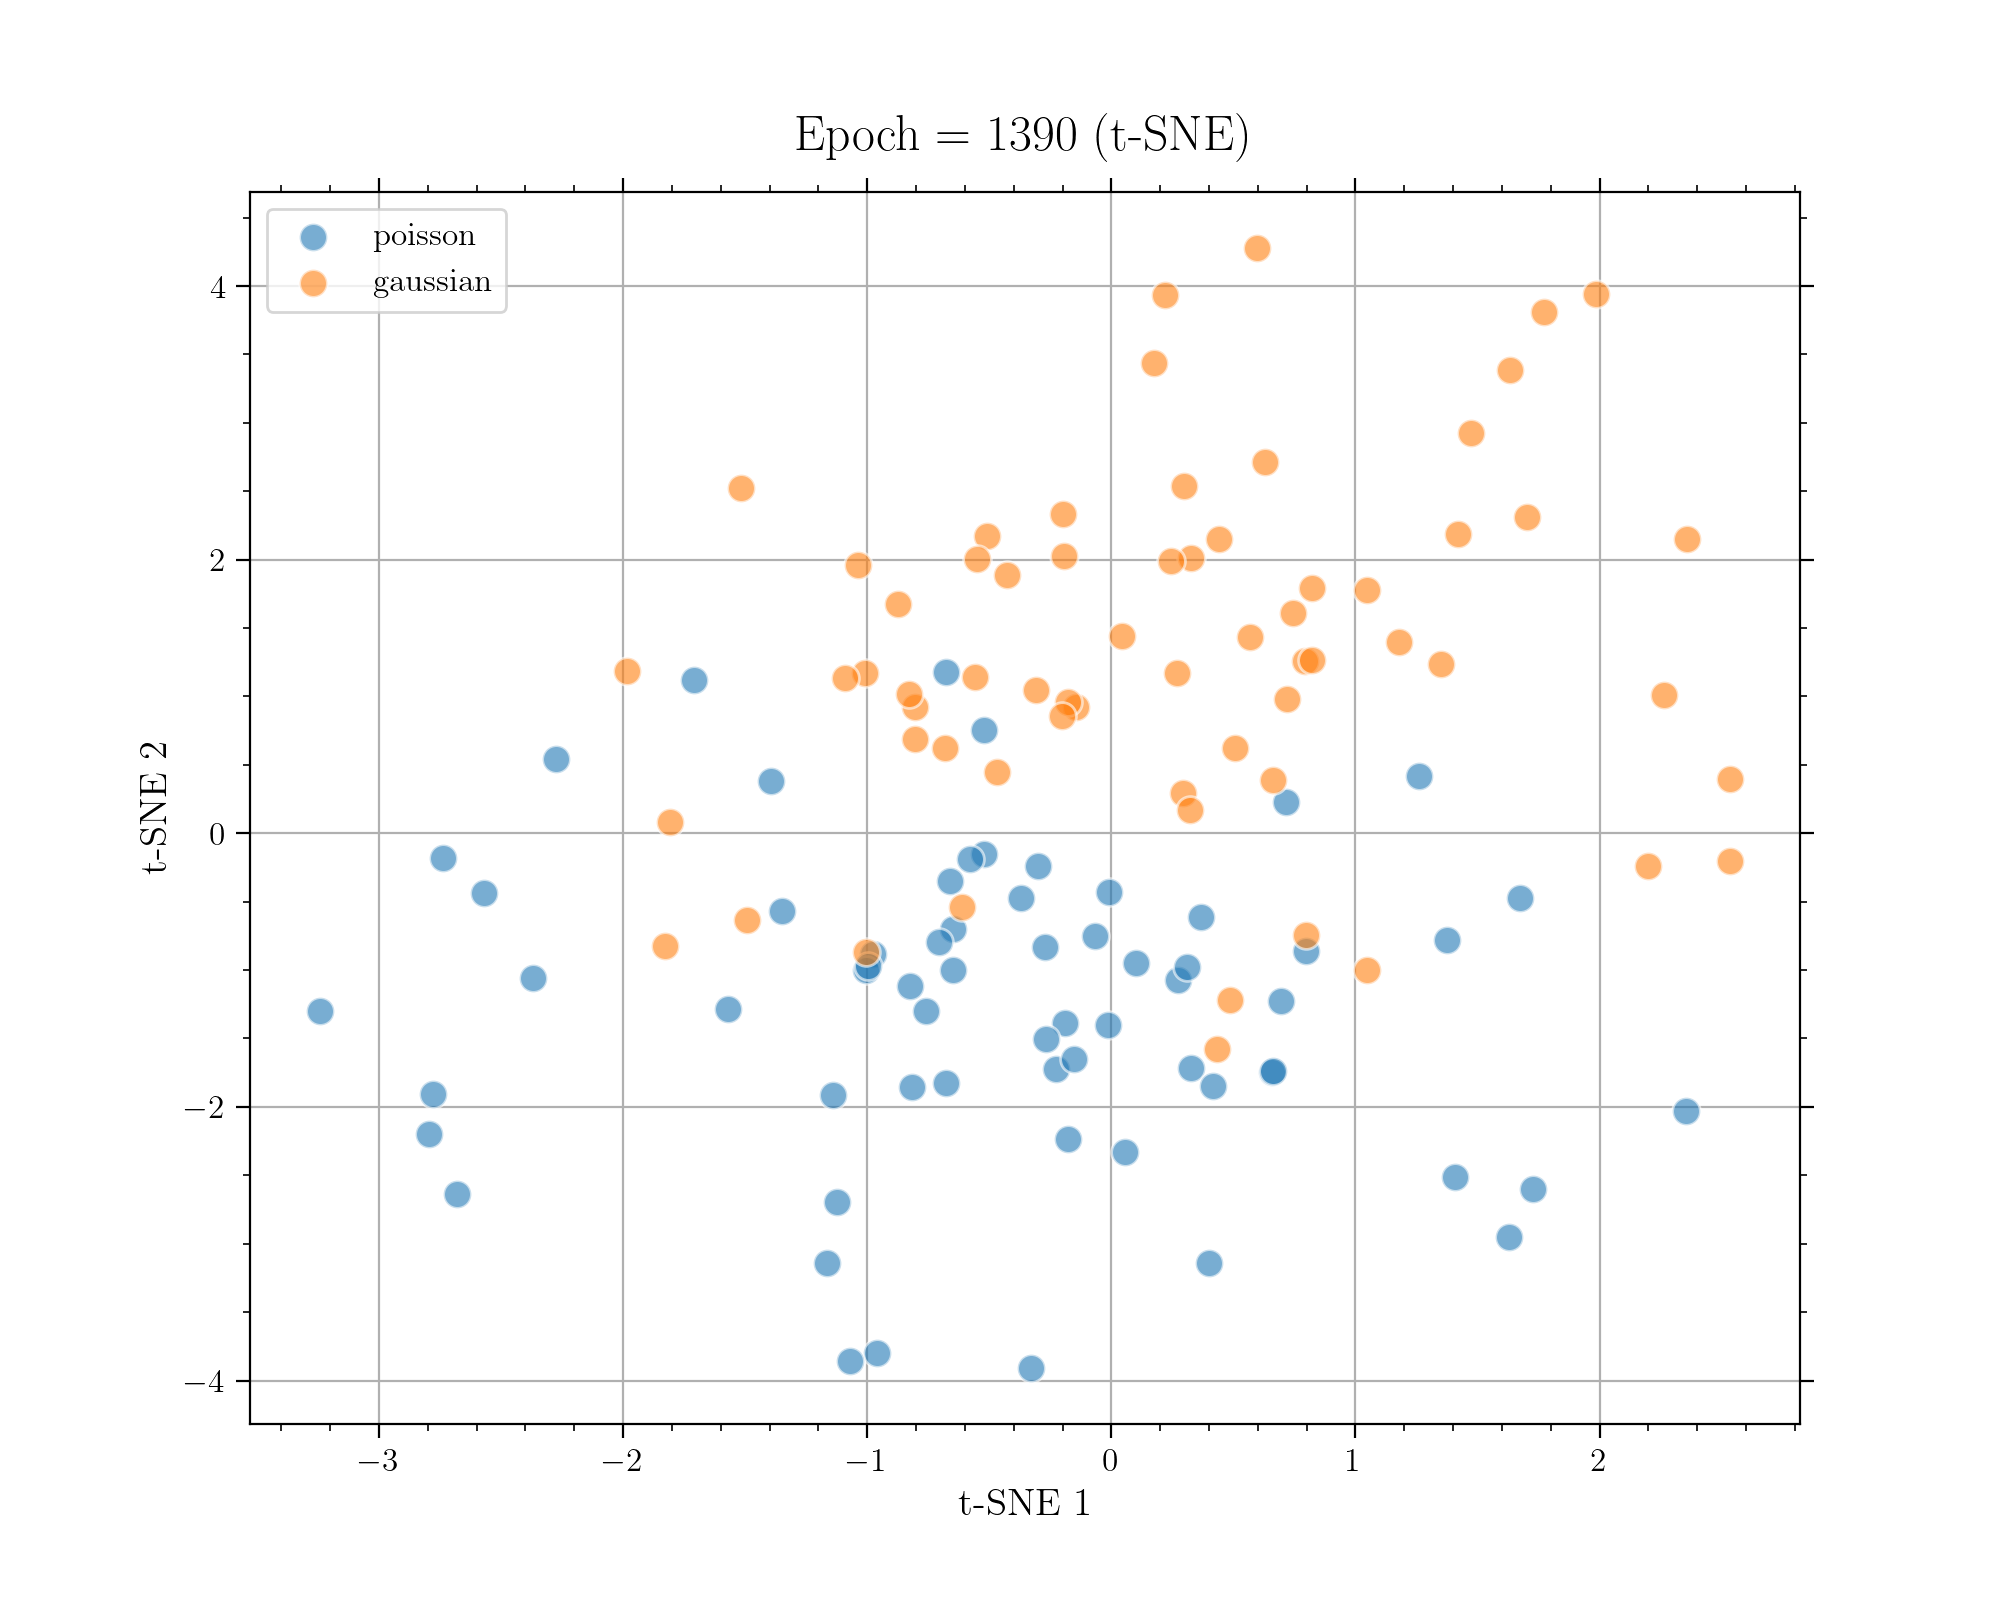 Epoch = 1390 (t-SNE)
poisson
gaussian
4
2
0
−2
−4
t-SNE 2
−3
−2
−1
0
1
2
t-SNE 1